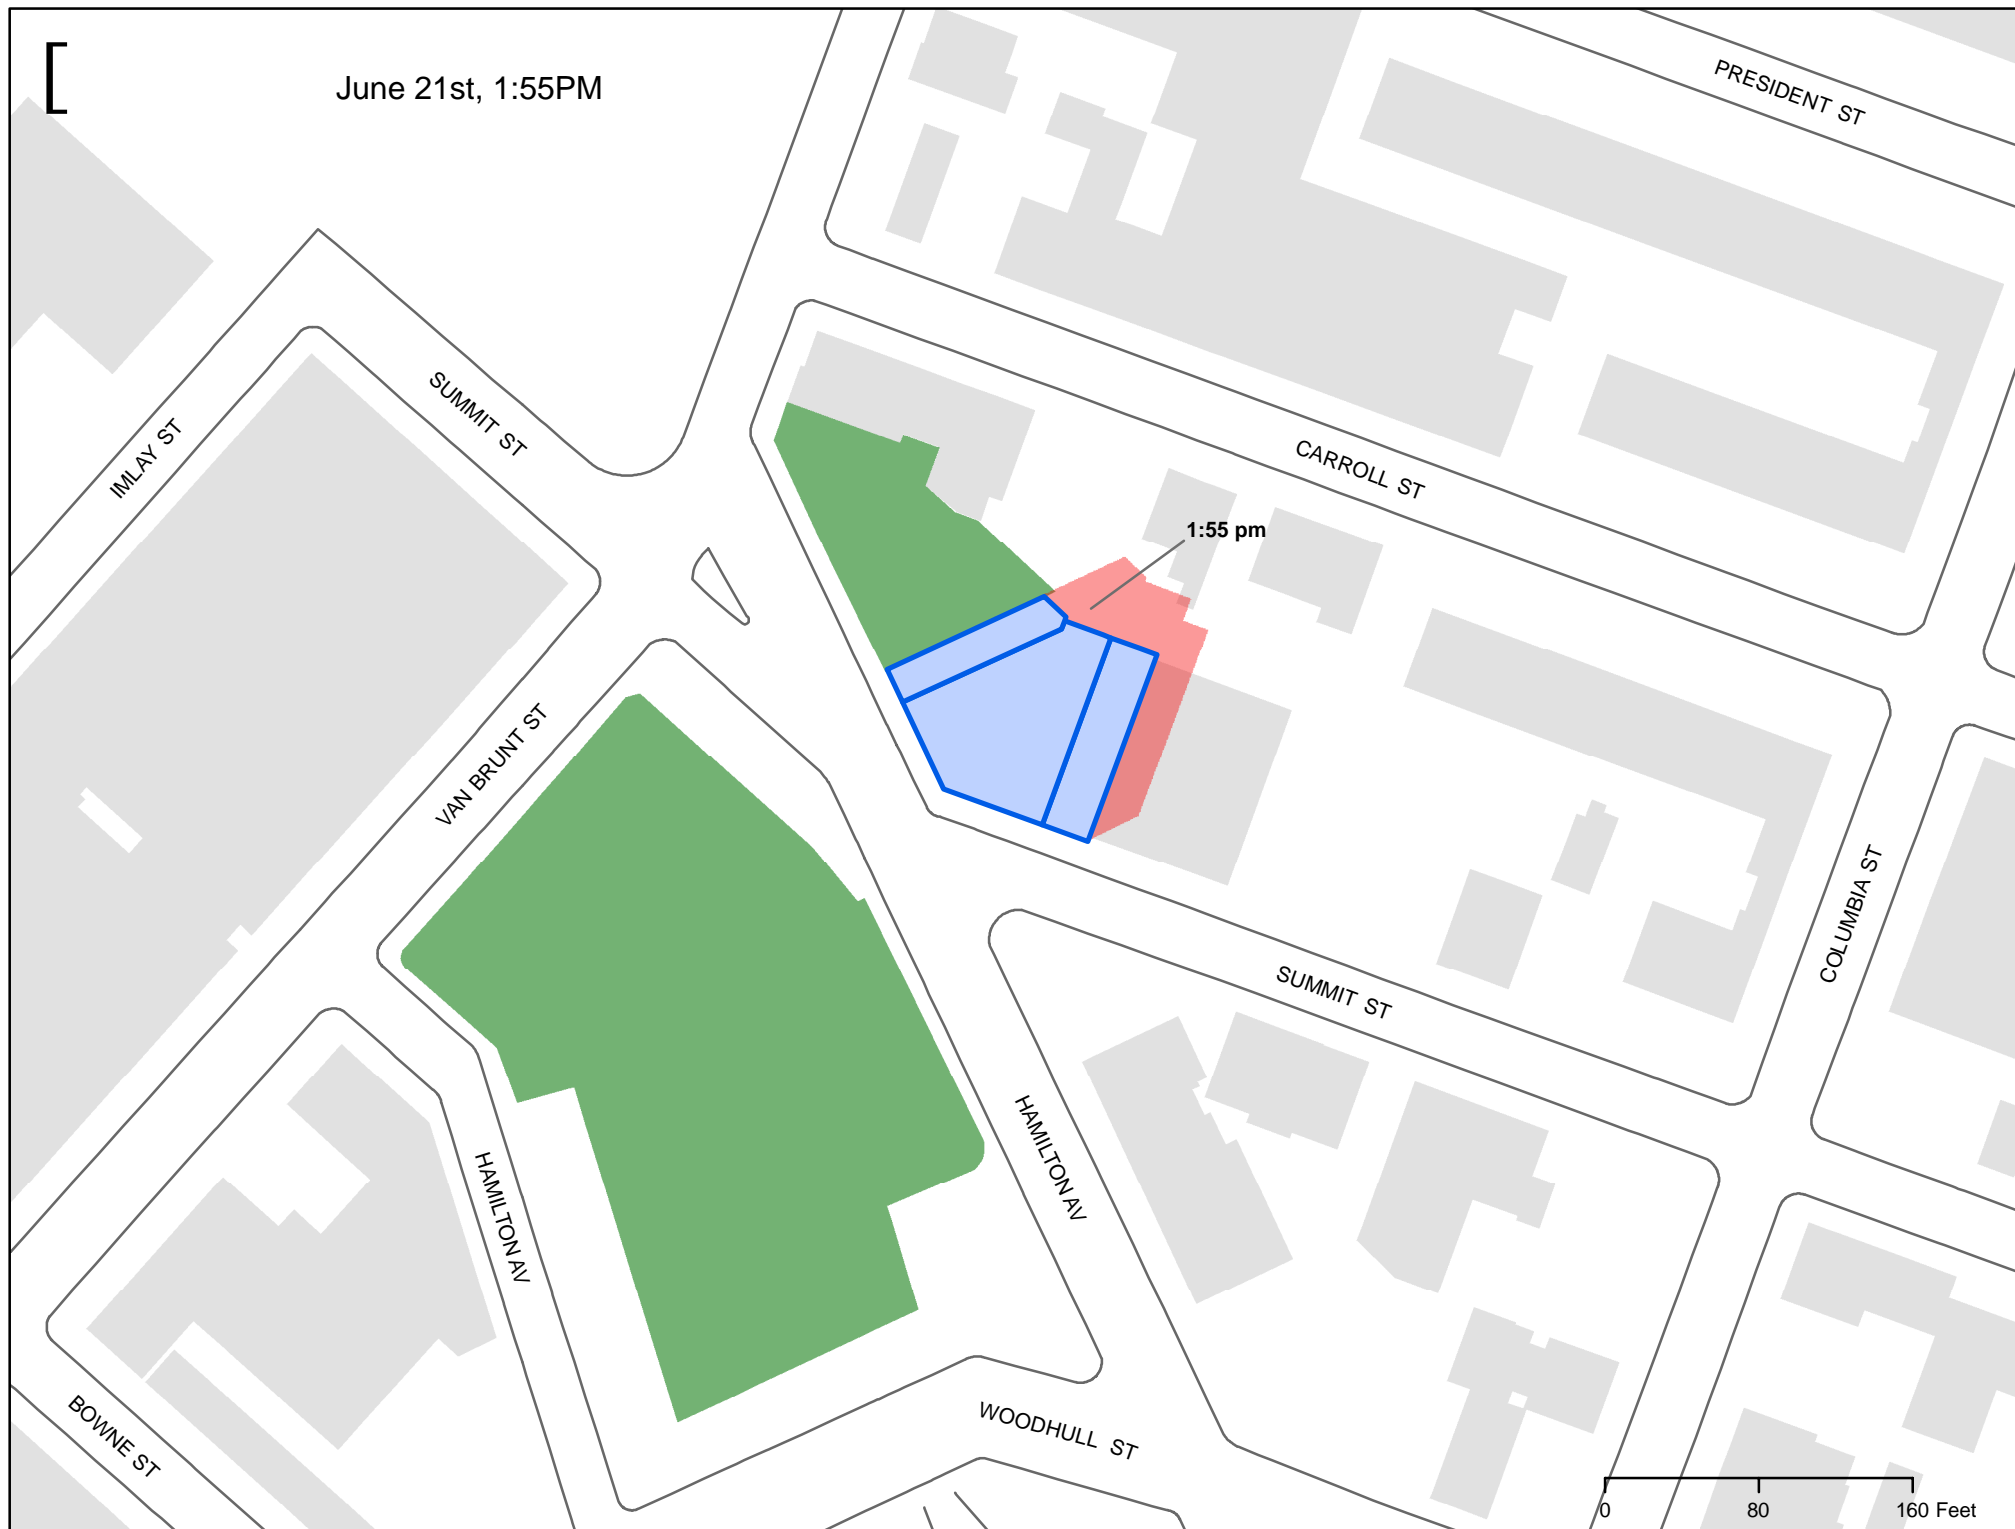 [
June 21st, 1:55PM
PRESIDENT ST
SUMMIT ST
IMLAY ST
CARROLL ST
1:55 pm
VAN BRUNT ST
COLUMBIA ST
SUMMIT ST
HAMILTON AV
HAMILTON AV
WOODHULL ST
BOWNE ST
0 80 160 Feet